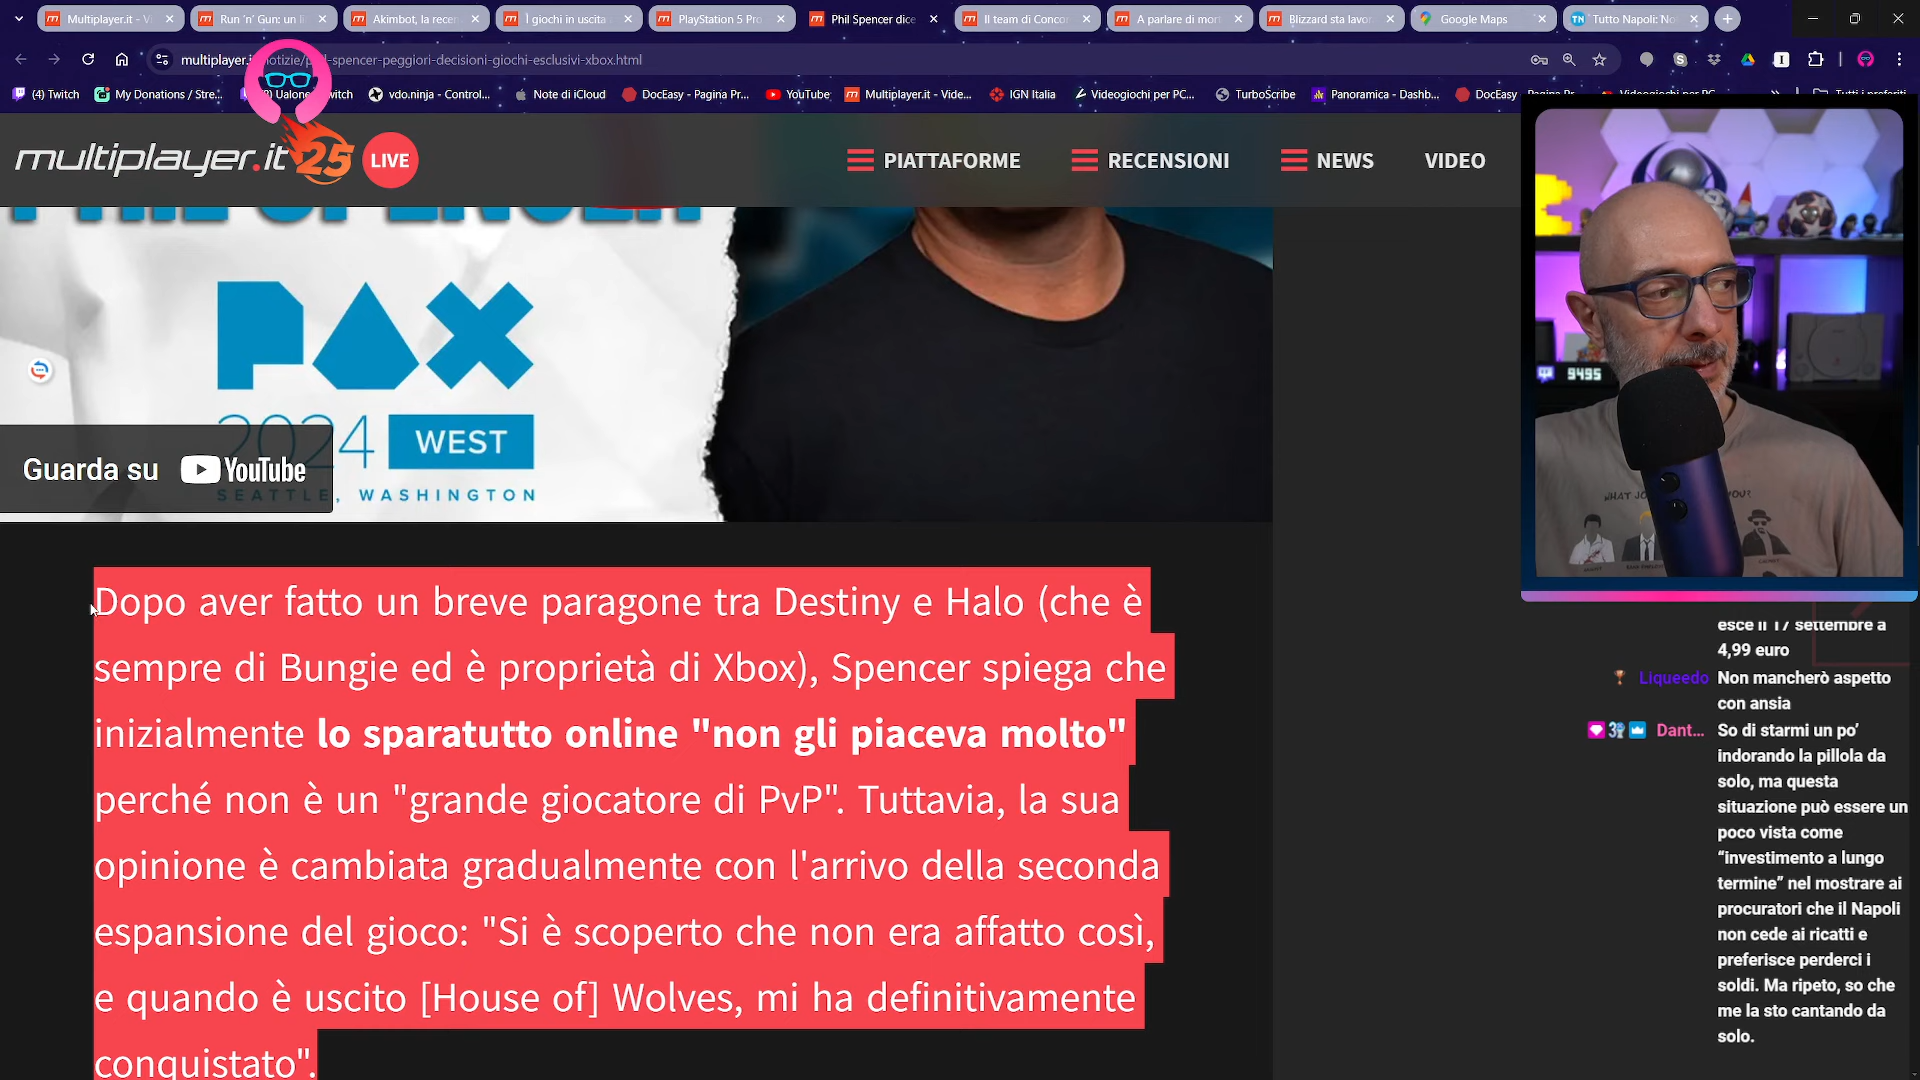 Multiplayer.it - Vi
Run 'n' Gun: un li
Akimbot, la recen
I giochi in uscita
PlayStation 5 Pro
Phil Spencer dice
Il team di Concor
A parlare di mort
Blizzard sta lavor
Google Maps
Tutto Napoli: No
spencer-peggiori-decisioni-giochi-esclusivi-xbox.html
(4) Twitch
My Donations / Stre...
vdo.ninja - Control...
Note di iCloud
DocEasy - Pagina Pr...
YouTube
Multiplayer.it - Vide...
IGN Italia
Videogiochi per PC...
TurboScribe
Panoramica - Dashb...
DocEasy
multiplayer.it 25
LIVE
PIATTAFORME
RECENSIONI
NEWS
VIDEO
PHIL SPENCER
PAX
2024 WEST
SEATTLE, WASHINGTON
Guarda su YouTube
Dopo aver fatto un breve paragone tra Destiny e Halo (che è
sempre di Bungie ed è proprietà di Xbox), Spencer spiega che
inizialmente lo sparatutto online "non gli piaceva molto"
perché non è un "grande giocatore di PvP". Tuttavia, la sua
opinione è cambiata gradualmente con l'arrivo della seconda
espansione del gioco: "Si è scoperto che non era affatto così,
e quando è uscito [House of] Wolves, mi ha definitivamente
conquistato".
9495
esce il 17 settembre a
4,99 euro
Liqueedo Non mancherò aspetto
con ansia
Dant... So di starmi un po'
indorando la pillola da
solo, ma questa
situazione può essere un
poco vista come
“investimento a lungo
termine” nel mostrare ai
procuratori che il Napoli
non cede ai ricatti e
preferisce perderci i
soldi. Ma ripeto, so che
me la sto cantando da
solo.